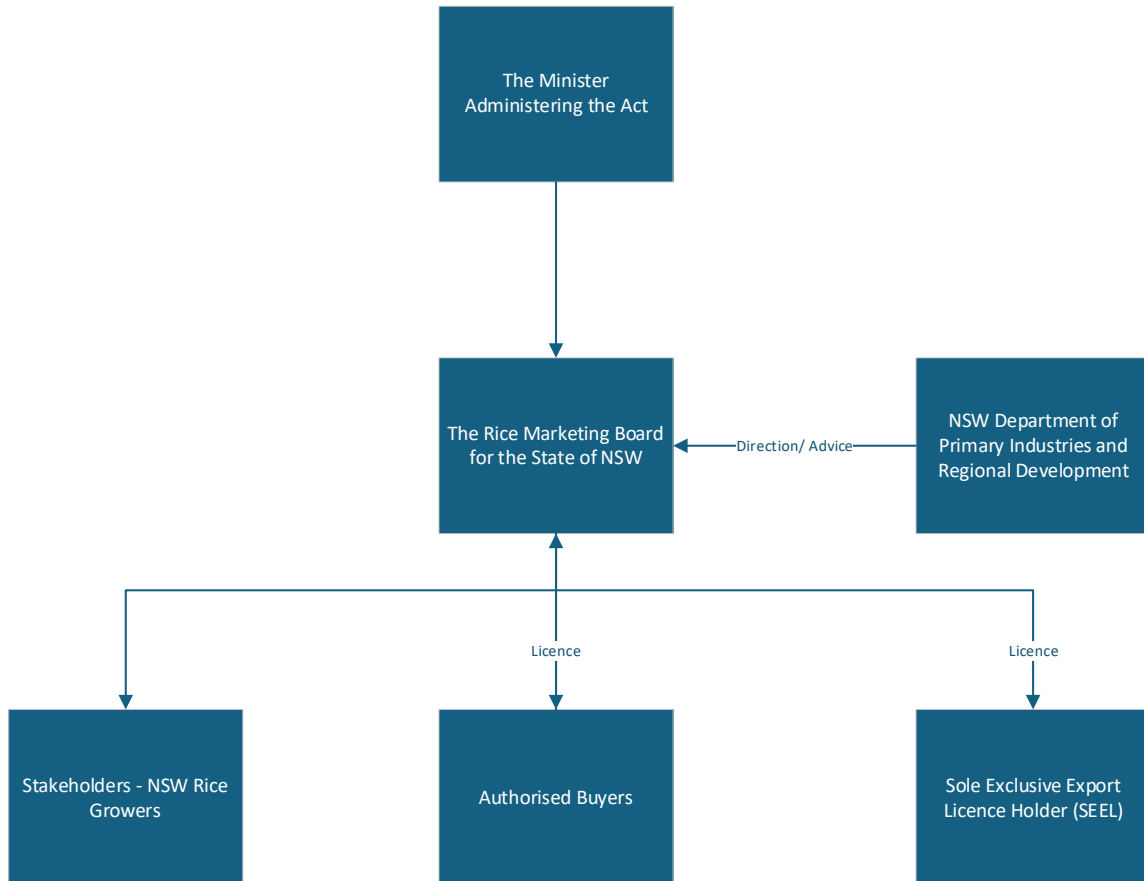 The Minister
Administering the Act
The Rice Marketing Board
for the State of NSW
Direction/ Advice
NSW Department of
Primary Industries and
Regional Development
Licence
Licence
Stakeholders - NSW Rice
Growers
Authorised Buyers
Sole Exclusive Export
Licence Holder (SEEL)